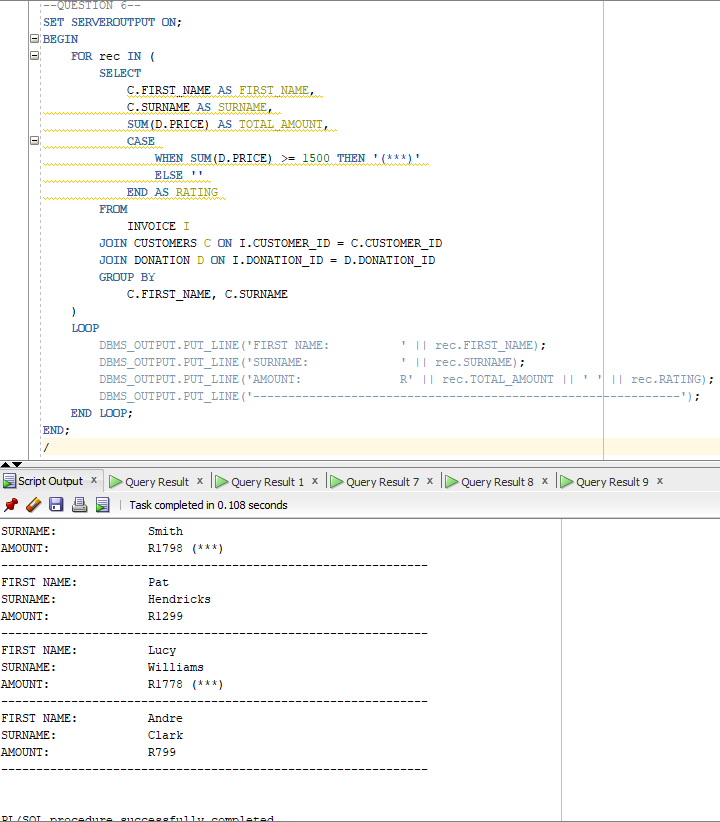 --QUESTION 6--
SET SERVEROUTPUT ON;
BEGIN
    FOR rec IN (
        SELECT
            C.FIRST_NAME AS FIRST_NAME,
            C.SURNAME AS SURNAME,
            SUM(D.PRICE) AS TOTAL_AMOUNT,
            CASE
                WHEN SUM(D.PRICE) >= 1500 THEN '(***)'
                ELSE ''
            END AS RATING
        FROM
            INVOICE I
        JOIN CUSTOMERS C ON I.CUSTOMER_ID = C.CUSTOMER_ID
        JOIN DONATION D ON I.DONATION_ID = D.DONATION_ID
        GROUP BY
            C.FIRST_NAME, C.SURNAME
    )
    LOOP
        DBMS_OUTPUT.PUT_LINE('FIRST NAME:          ' || rec.FIRST_NAME);
        DBMS_OUTPUT.PUT_LINE('SURNAME:             ' || rec.SURNAME);
        DBMS_OUTPUT.PUT_LINE('AMOUNT:              R' || rec.TOTAL_AMOUNT || ' ' || rec.RATING);
        DBMS_OUTPUT.PUT_LINE('-------------------------------------------------------------');
    END LOOP;
END;
/
Script Output x Query Result x Query Result 1 x Query Result 7 x Query Result 8 x Query Result 9 x
Task completed in 0.108 seconds
SURNAME:             Smith
AMOUNT:              R1798 (***)
-------------------------------------------------------------
FIRST NAME:          Pat
SURNAME:             Hendricks
AMOUNT:              R1299
-------------------------------------------------------------
FIRST NAME:          Lucy
SURNAME:             Williams
AMOUNT:              R1778 (***)
-------------------------------------------------------------
FIRST NAME:          Andre
SURNAME:             Clark
AMOUNT:              R799
-------------------------------------------------------------
PL/SQL procedure successfully completed